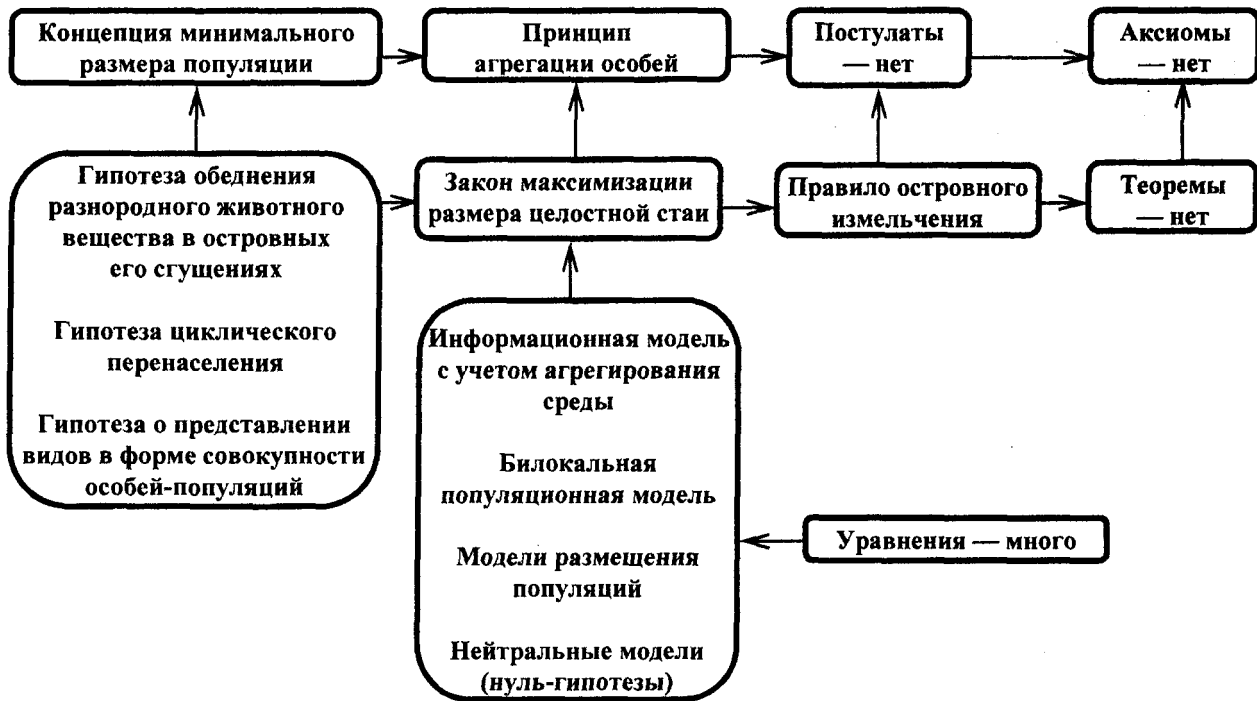 Концепция минимального
размера популяции
Принцип
агрегации особей
Постулаты
— нет
Аксиомы
— нет
Гипотеза обеднения
разнородного животного
вещества в островных
его сгущениях
Гипотеза циклического
перенаселения
Гипотеза о представлении
видов в форме совокупности
особей-популяций
Закон максимизации
размера целостной стаи
Правило островного
измельчения
Теоремы
— нет
Информационная модель
с учетом агрегирования
среды
Билокальная
популяционная модель
Модели размещения
популяций
Нейтральные модели
(нуль-гипотезы)
Уравнения — много